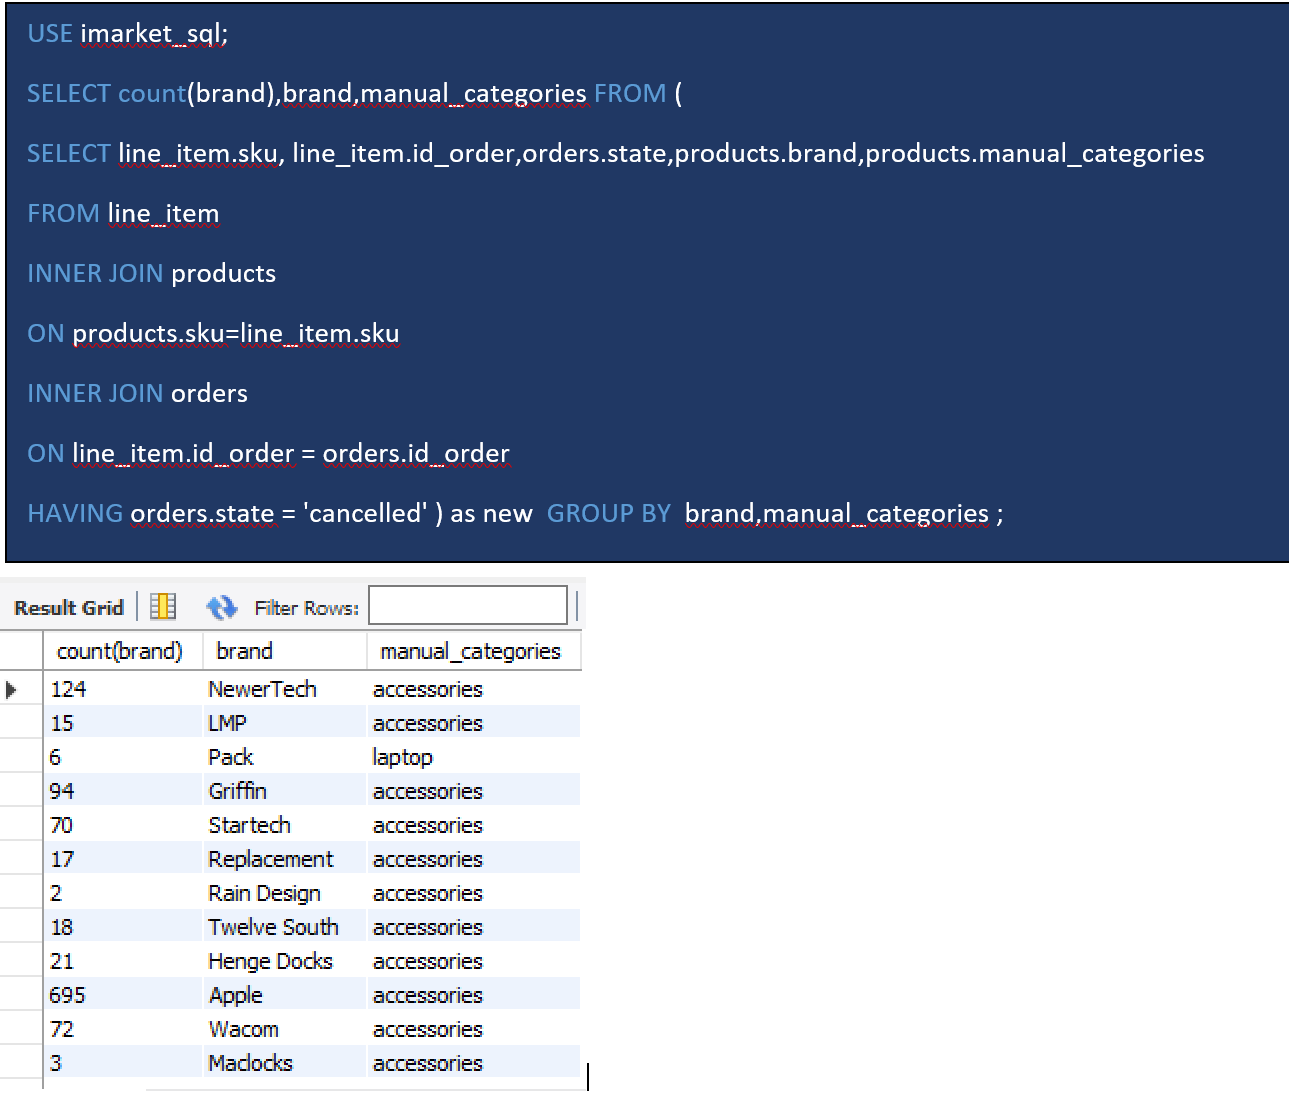 USE imarket_sql;
SELECT count(brand),brand,manual_categories FROM (
SELECT line_item.sku, line_item.id_order,orders.state,products.brand,products.manual_categories
FROM line_item
INNER JOIN products
ON products.sku=line_item.sku
INNER JOIN orders
ON line_item.id_order = orders.id_order
HAVING orders.state = 'cancelled' ) as new  GROUP BY  brand,manual_categories ;
Result Grid Filter Rows:
count(brand) brand manual_categories
124 NewerTech accessories
15 LMP accessories
6 Pack laptop
94 Griffin accessories
70 Startech accessories
17 Replacement accessories
2 Rain Design accessories
18 Twelve South accessories
21 Henge Docks accessories
695 Apple accessories
72 Wacom accessories
3 Maclocks accessories